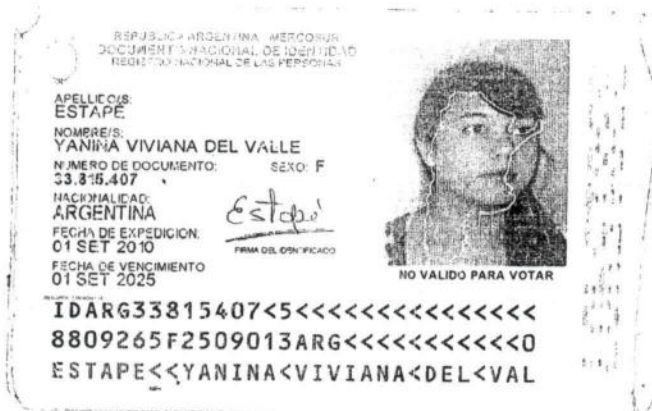 REPUBLICA ARGENTINA - MERCOSUR
DOCUMENTO NACIONAL DE IDENTIDAD
REGISTRO NACIONAL DE LAS PERSONAS
APELLIDO/S:
ESTAPE
NOMBRE/S:
YANINA VIVIANA DEL VALLE
NUMERO DE DOCUMENTO: SEXO: F
33.815.407
NACIONALIDAD:
ARGENTINA
FECHA DE EXPEDICION:
01 SET 2010
Estapé
FIRMA DEL IDENTIFICADO
FECHA DE VENCIMIENTO
01 SET 2025
NO VALIDO PARA VOTAR
IDARG33815407<5<<<<<<<<<<<<<<<
8809265F2509013ARG<<<<<<<<<<<0
ESTAPE<<YANINA<VIVIANA<DEL<VAL